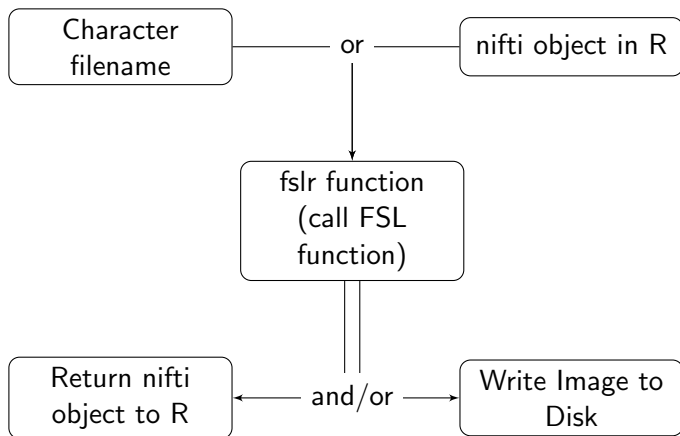 Character
filename
or
nifti object in R
fslr function
(call FSL
function)
Return nifti
object to R
and/or
Write Image to
Disk